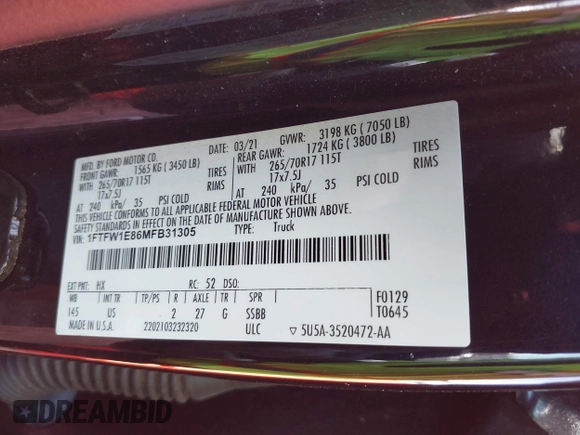 MFD. BY FORD MOTOR CO.
DATE: 03/21 GVWR: 3198 KG ( 7050 LB)
FRONT GAWR: 1565 KG ( 3450 LB) REAR GAWR: 1724 KG ( 3800 LB)
WITH 265/70R17 115T TIRES WITH 265/70R17 115T TIRES
17x7.5J RIMS 17x7.5J RIMS
AT 240 kPa/ 35 PSI COLD AT 240 kPa/ 35 PSI COLD
THIS VEHICLE CONFORMS TO ALL APPLICABLE FEDERAL MOTOR VEHICLE
SAFETY STANDARDS IN EFFECT ON THE DATE OF MANUFACTURE SHOWN ABOVE.
VIN: 1FTFW1E86MFB31305
TYPE: Truck
EXT PNT: HX RC: 52 DSO:
WB INT TR TP/PS R AXLE TR SPR F0129
145 US 2 27 G SSBB T0645
MADE IN U.S.A. 2202103232320 ULC ▽ 5U5A-3520472-AA
DREAMBID